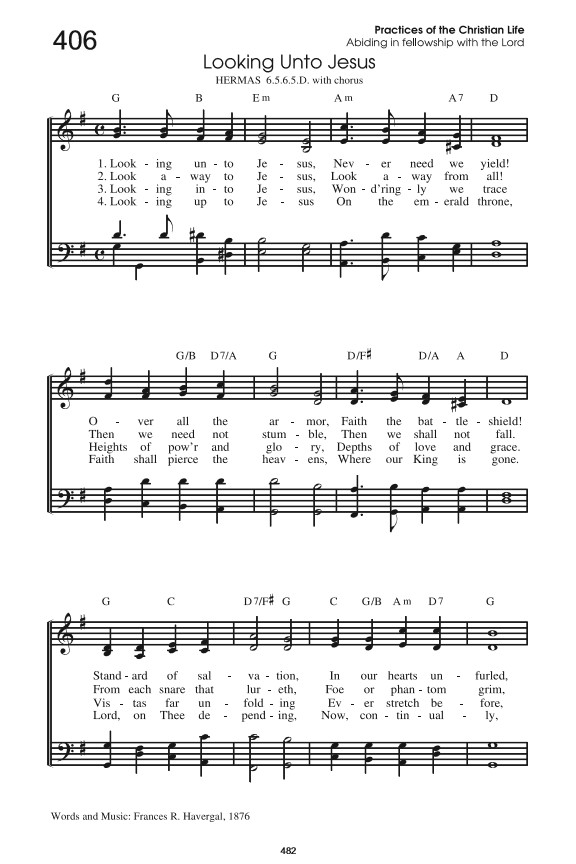 406
Practices of the Christian Life
Abiding in fellowship with the Lord
Looking Unto Jesus
HERMAS 6.5.6.5.D. with chorus
G B Em Am A7 D
1. Look - ing un - to Je - sus, Nev - er need we yield!
2. Look a - way to Je - sus, Look a - way from all!
3. Look - ing in - to Je - sus, Won - d'ring - ly we trace
4. Look - ing up to Je - sus On the em - erald throne,
G/B D7/A G D/F♯ D/A A D
O - ver all the ar - mor, Faith the bat - tle - shield!
Then we need not stum - ble, Then we shall not fall.
Heights of pow'r and glo - ry, Depths of love and grace.
Faith shall pierce the heav - ens, Where our King is gone.
G C D7/F♯ G C G/B Am D7 G
Stand - ard of sal - va - tion, In our hearts un - furled,
From each snare that lur - eth, Foe or phan - tom grim,
Vis - tas far un - fold - ing Ev - er stretch be - fore,
Lord, on Thee de - pend - ing, Now, con - tin - ual - ly,
Words and Music: Frances R. Havergal, 1876
482